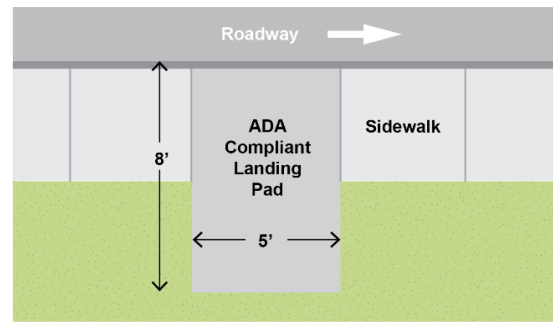 Roadway
ADA
Compliant
Landing
Pad
Sidewalk
8’
5’